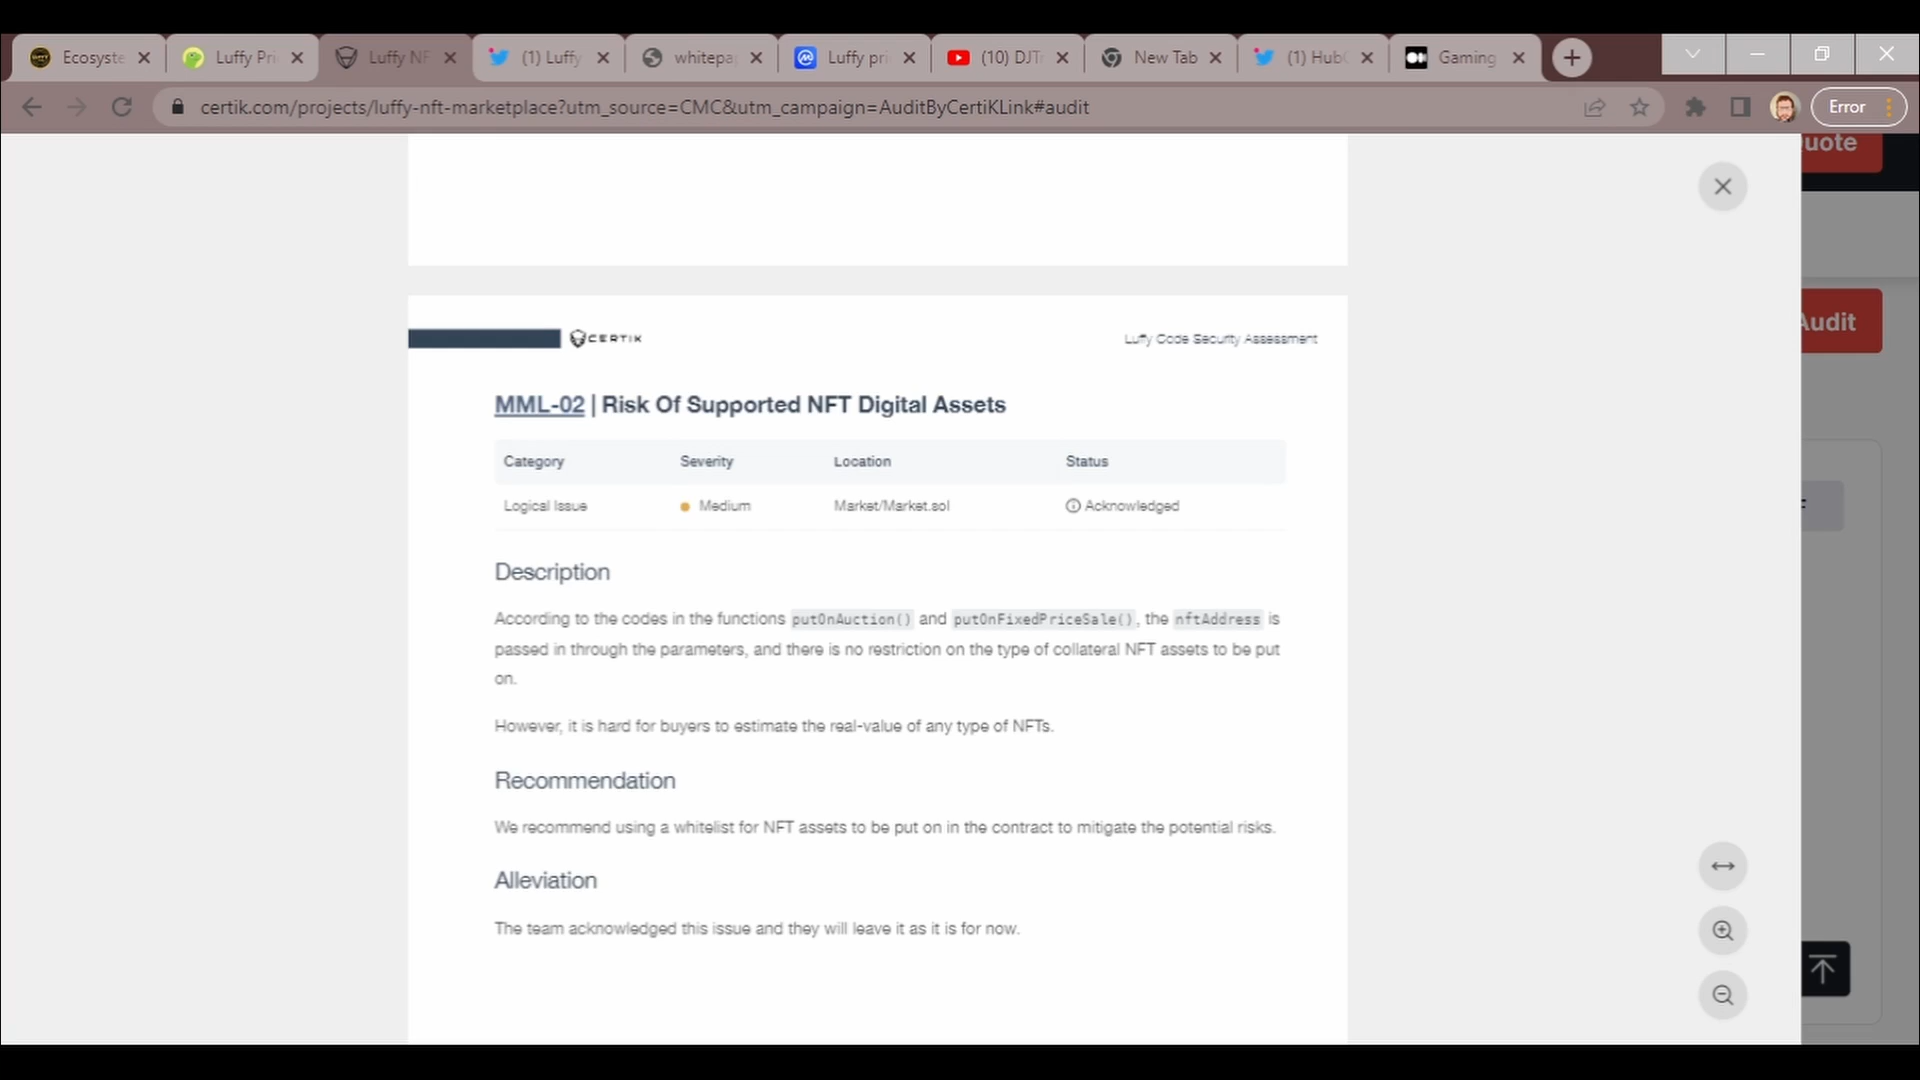 Ecosyste
Luffy Pri
Luffy NF
(1) Luffy
whitepap
Luffy pri
(10) DJT
New Tab
(1) Hub
Gaming
certik.com/projects/luffy-nft-marketplace?utm_source=CMC&utm_campaign=AuditByCertiKLink#audit
Error
uote
Audit
CERTIK
Luffy Code Security Assessment
MML-02 | Risk Of Supported NFT Digital Assets
Category Severity Location Status
Logical Issue Medium Market/Market.sol Acknowledged
Description
According to the codes in the functions putOnAuction() and putOnFixedPriceSale(), the nftAddress is
passed in through the parameters, and there is no restriction on the type of collateral NFT assets to be put
on.
However, it is hard for buyers to estimate the real-value of any type of NFTs.
Recommendation
We recommend using a whitelist for NFT assets to be put on in the contract to mitigate the potential risks.
Alleviation
The team acknowledged this issue and they will leave it as it is for now.